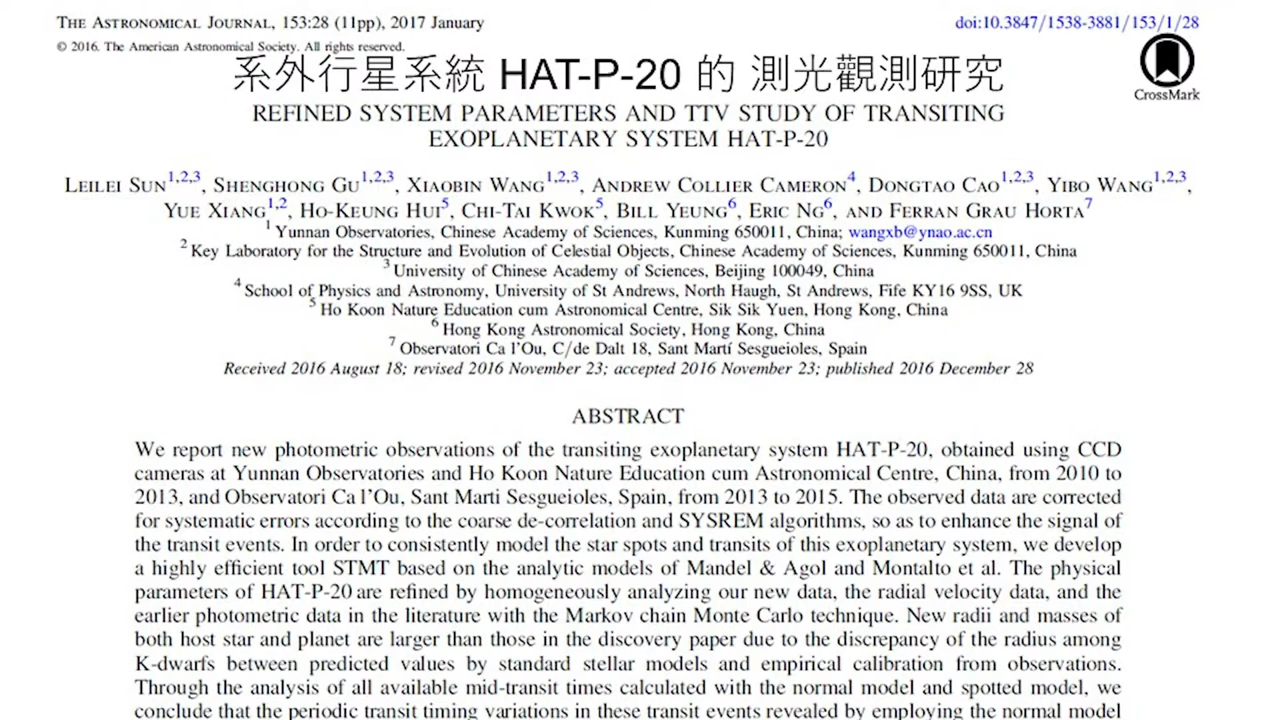 THE ASTRONOMICAL JOURNAL, 153:28 (11pp), 2017 January
doi:10.3847/1538-3881/153/1/28
© 2016. The American Astronomical Society. All rights reserved.
CrossMark
系外行星系統 HAT-P-20 的 測光觀測研究
REFINED SYSTEM PARAMETERS AND TTV STUDY OF TRANSITING
EXOPLANETARY SYSTEM HAT-P-20
LEILEI SUN1,2,3, SHENGHONG GU1,2,3, XIAOBIN WANG1,2,3, ANDREW COLLIER CAMERON4, DONGTAO CAO1,2,3, YIBO WANG1,2,3,
YUE XIANG1,2, HO-KEUNG HUI5, CHI-TAI KWOK5, BILL YEUNG6, ERIC NG6, AND FERRAN GRAU HORTA7
1 Yunnan Observatories, Chinese Academy of Sciences, Kunming 650011, China; wangxb@ynao.ac.cn
2 Key Laboratory for the Structure and Evolution of Celestial Objects, Chinese Academy of Sciences, Kunming 650011, China
3 University of Chinese Academy of Sciences, Beijing 100049, China
4 School of Physics and Astronomy, University of St Andrews, North Haugh, St Andrews, Fife KY16 9SS, UK
5 Ho Koon Nature Education cum Astronomical Centre, Sik Sik Yuen, Hong Kong, China
6 Hong Kong Astronomical Society, Hong Kong, China
7 Observatori Ca l'Ou, C/de Dalt 18, Sant Martí Sesgueioles, Spain
Received 2016 August 18; revised 2016 November 23; accepted 2016 November 23; published 2016 December 28
ABSTRACT
We report new photometric observations of the transiting exoplanetary system HAT-P-20, obtained using CCD
cameras at Yunnan Observatories and Ho Koon Nature Education cum Astronomical Centre, China, from 2010 to
2013, and Observatori Ca l'Ou, Sant Marti Sesgueioles, Spain, from 2013 to 2015. The observed data are corrected
for systematic errors according to the coarse de-correlation and SYSREM algorithms, so as to enhance the signal of
the transit events. In order to consistently model the star spots and transits of this exoplanetary system, we develop
a highly efficient tool STMT based on the analytic models of Mandel & Agol and Montalto et al. The physical
parameters of HAT-P-20 are refined by homogeneously analyzing our new data, the radial velocity data, and the
earlier photometric data in the literature with the Markov chain Monte Carlo technique. New radii and masses of
both host star and planet are larger than those in the discovery paper due to the discrepancy of the radius among
K-dwarfs between predicted values by standard stellar models and empirical calibration from observations.
Through the analysis of all available mid-transit times calculated with the normal model and spotted model, we
conclude that the periodic transit timing variations in these transit events revealed by employing the normal model